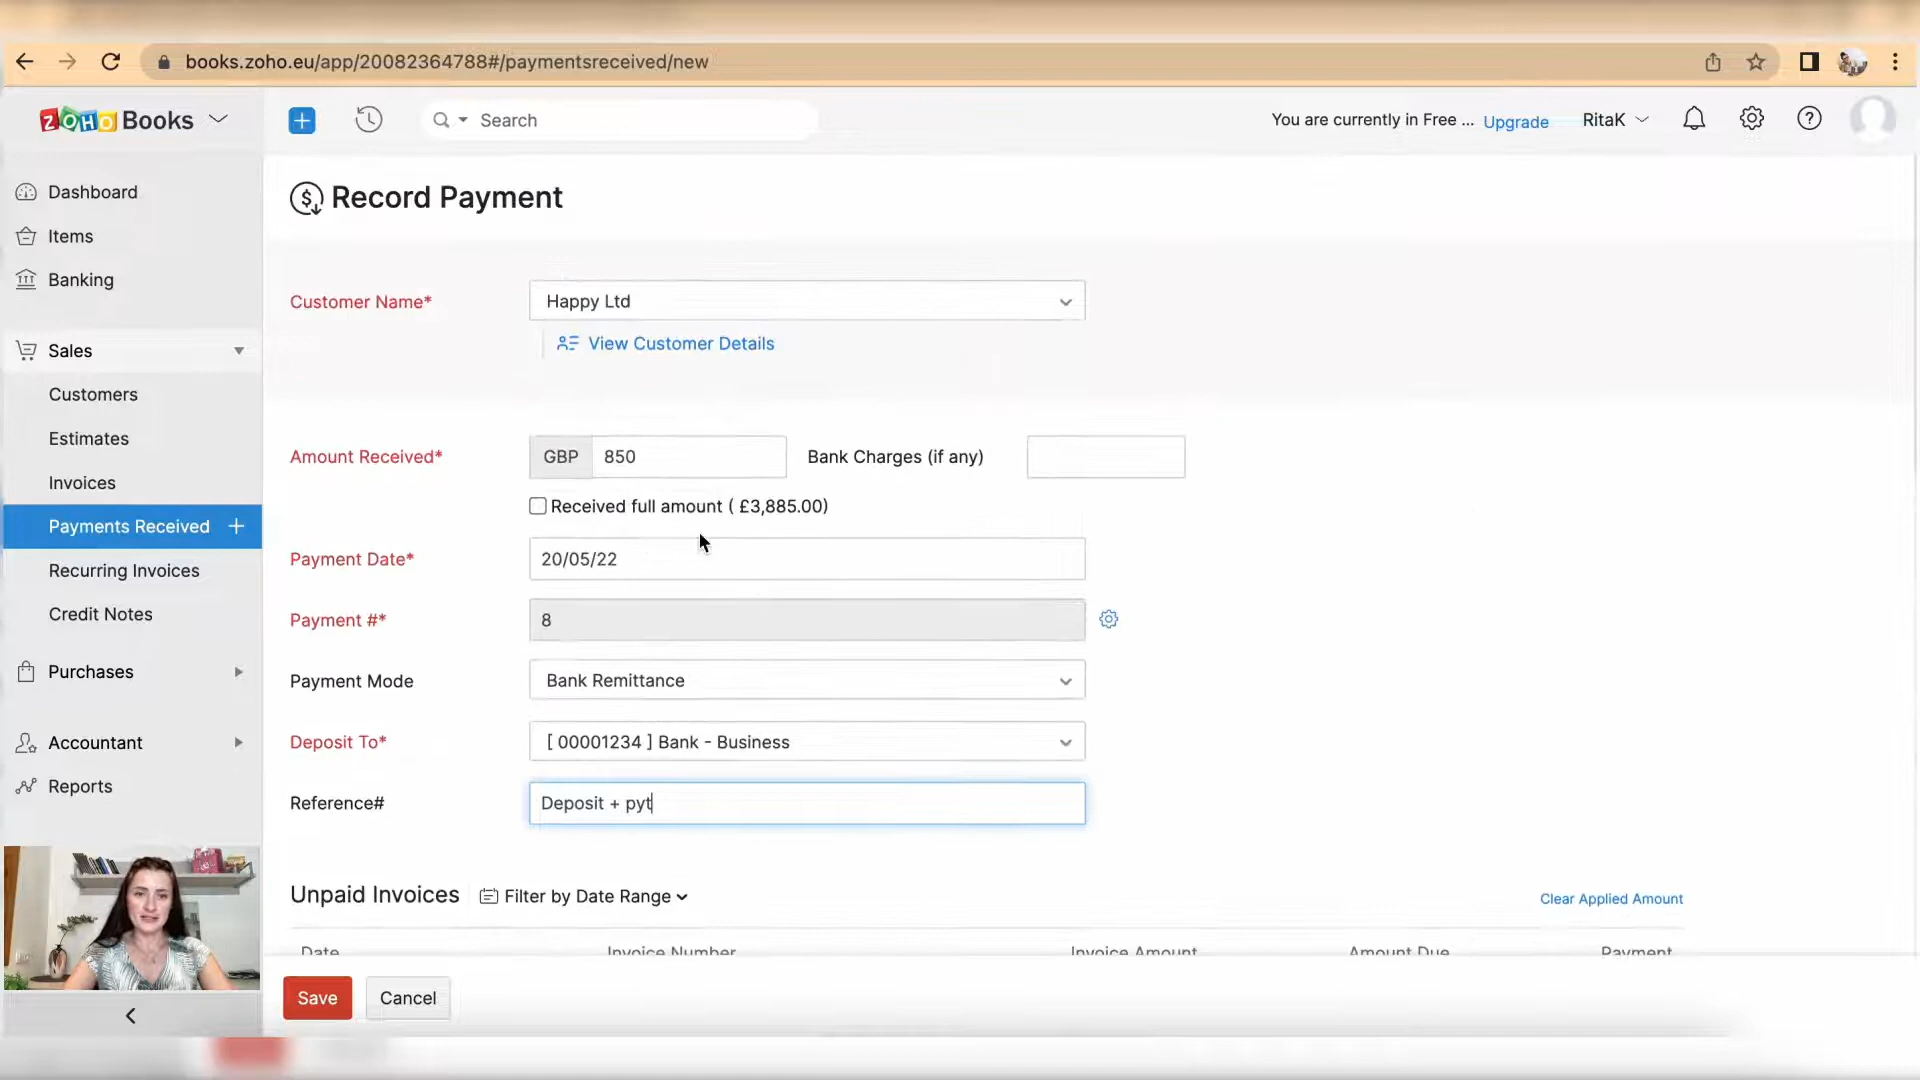 books.zoho.eu/app/20082364788#/paymentsreceived/new
ZOHO Books
Search
You are currently in Free ... Upgrade
RitaK
Dashboard
Items
Banking
Sales
Customers
Estimates
Invoices
Payments Received +
Recurring Invoices
Credit Notes
Purchases
Accountant
Reports
Record Payment
Customer Name*
Happy Ltd
View Customer Details
Amount Received*
GBP 850
Bank Charges (if any)
Received full amount ( £3,885.00)
Payment Date*
20/05/22
Payment #*
8
Payment Mode
Bank Remittance
Deposit To*
[ 00001234 ] Bank - Business
Reference#
Deposit + pyt
Unpaid Invoices
Filter by Date Range
Clear Applied Amount
Date Invoice Number Invoice Amount Amount Due Payment
Save
Cancel